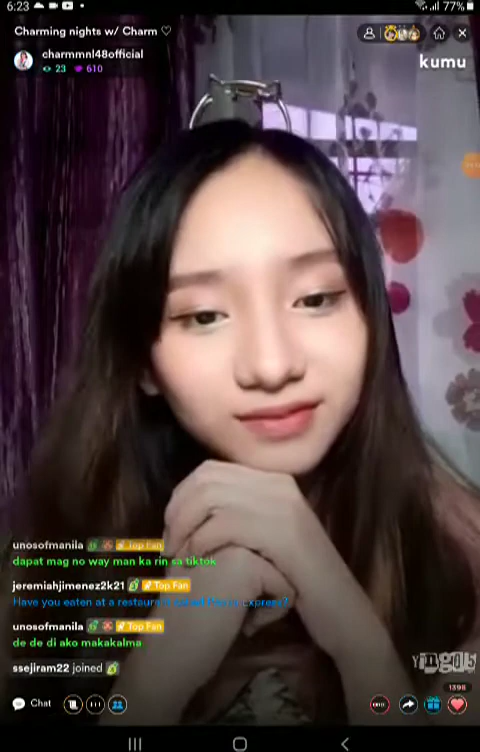 6:23
77%
Charming nights w/ Charm ♡
charmmnl48official
23 610
kumu
unosofmanila Top Fan
dapat mag no way man ka rin sa tiktok
jeremiahjimenez2k21 Top Fan
Have you eaten at a restaurant Express?
unosofmanila Top Fan
de de di ako makakalma
ssejiram22 joined
1398
Chat